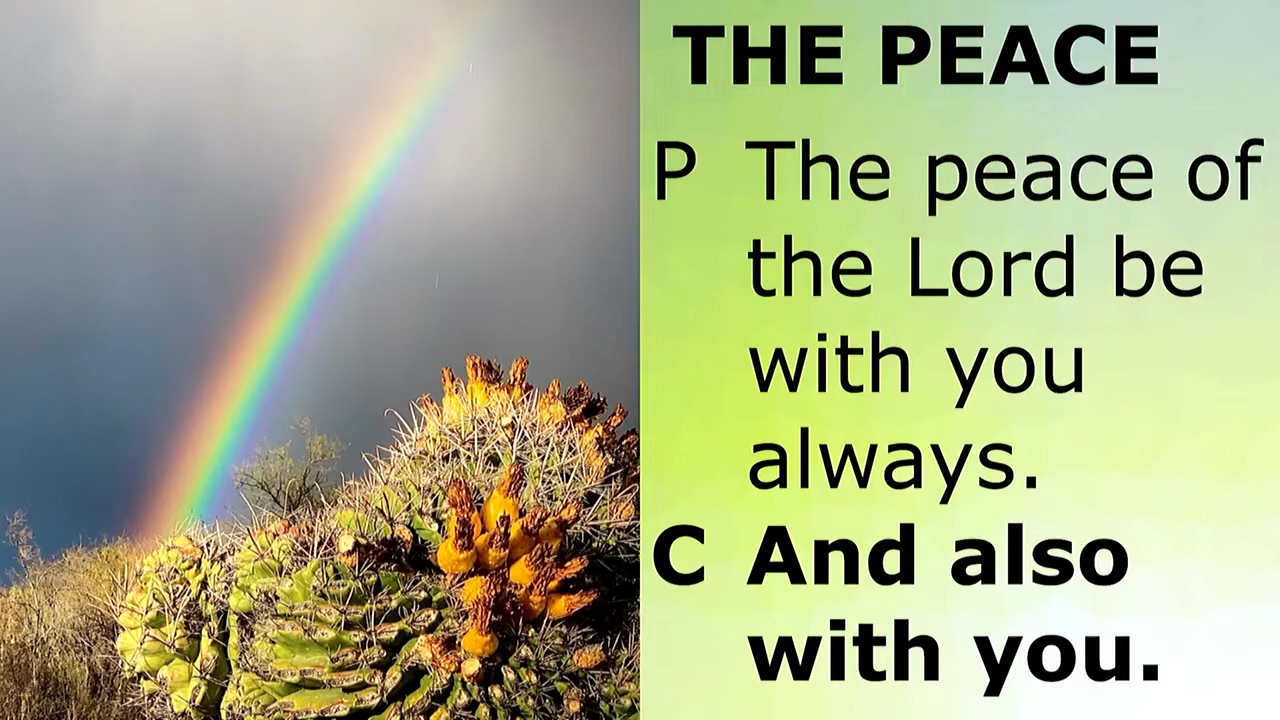 THE PEACE
P The peace of
the Lord be
with you
always.
C And also
with you.